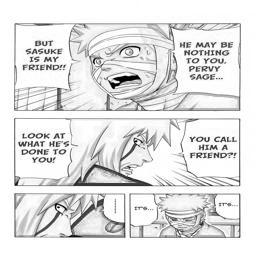 HE MAY BE
NOTHING
TO YOU,
PERVY
SAGE...
BUT
SASUKE
IS MY
FRIEND!!
YOU CALL
HIM A
FRIEND?!
LOOK AT
WHAT HE'S
DONE TO
YOU!
IT'S...
IT'S...
......